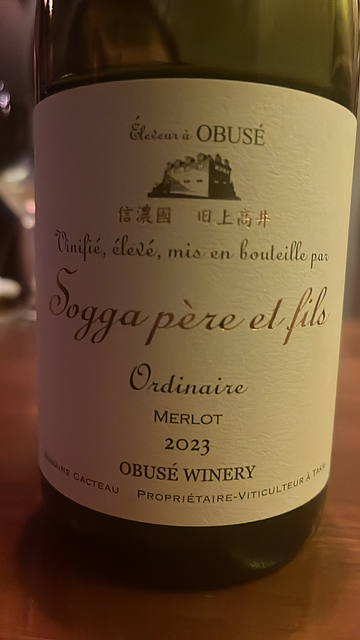 Éleveur à OBUSÉ
信濃國 旧上高井
Vinifié, élevé, mis en bouteille par
Sogga père et fils
Ordinaire
MERLOT
2023
OBUSÉ WINERY
CACTEAU PROPRIÉTAIRE-VITICULTEUR À